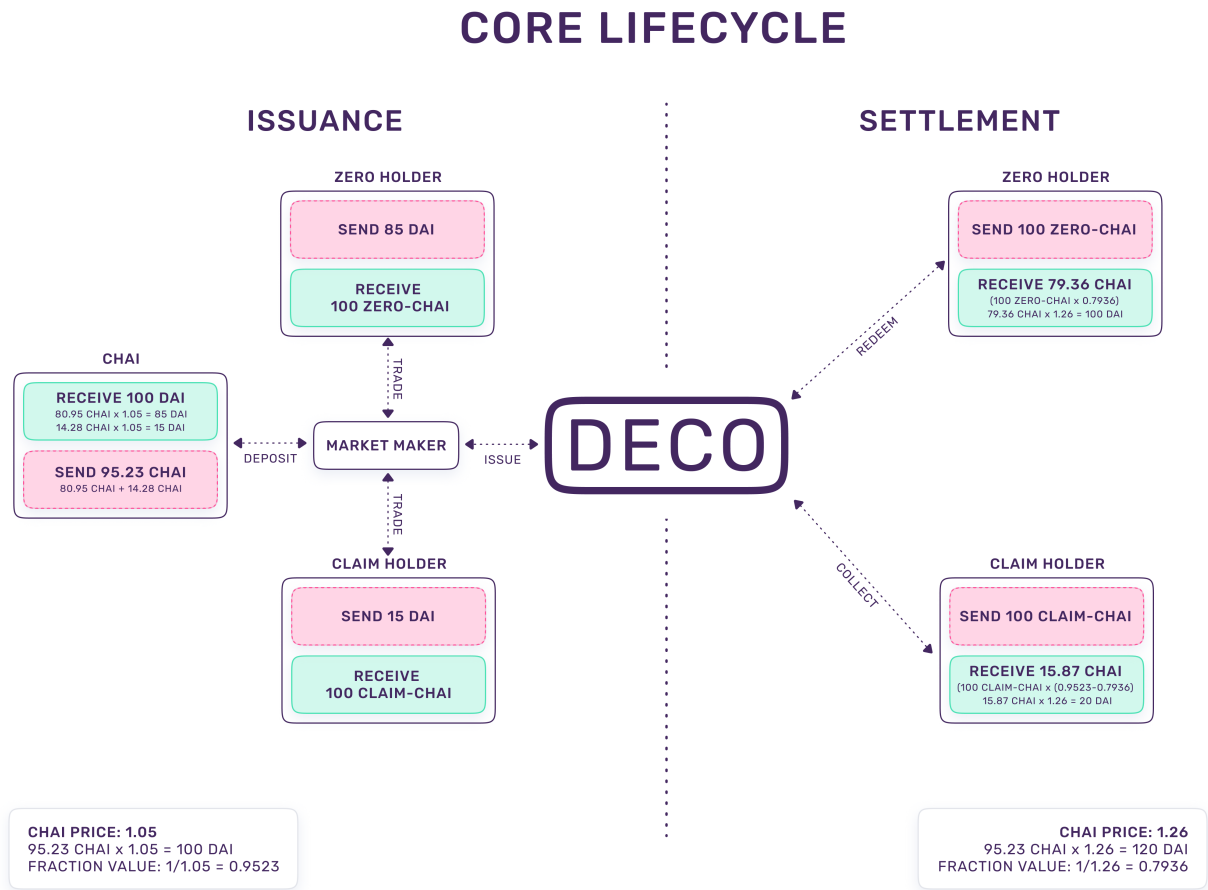 CORE LIFECYCLE
ISSUANCE
ZERO HOLDER
SEND 85 DAI
RECEIVE
100 ZERO-CHAI
TRADE
CHAI
RECEIVE 100 DAI
80.95 CHAI x 1.05 = 85 DAI
14.28 CHAI x 1.05 = 15 DAI
SEND 95.23 CHAI
80.95 CHAI + 14.28 CHAI
DEPOSIT
MARKET MAKER
ISSUE
DECO
TRADE
CLAIM HOLDER
SEND 15 DAI
RECEIVE
100 CLAIM-CHAI
CHAI PRICE: 1.05
95.23 CHAI x 1.05 = 100 DAI
FRACTION VALUE: 1/1.05 = 0.9523
SETTLEMENT
ZERO HOLDER
SEND 100 ZERO-CHAI
RECEIVE 79.36 CHAI
(100 ZERO-CHAI x 0.7936)
79.36 CHAI x 1.26 = 100 DAI
REDEEM
COLLECT
CLAIM HOLDER
SEND 100 CLAIM-CHAI
RECEIVE 15.87 CHAI
(100 CLAIM-CHAI x (0.9523-0.7936)
15.87 CHAI x 1.26 = 20 DAI
CHAI PRICE: 1.26
95.23 CHAI x 1.26 = 120 DAI
FRACTION VALUE: 1/1.26 = 0.7936